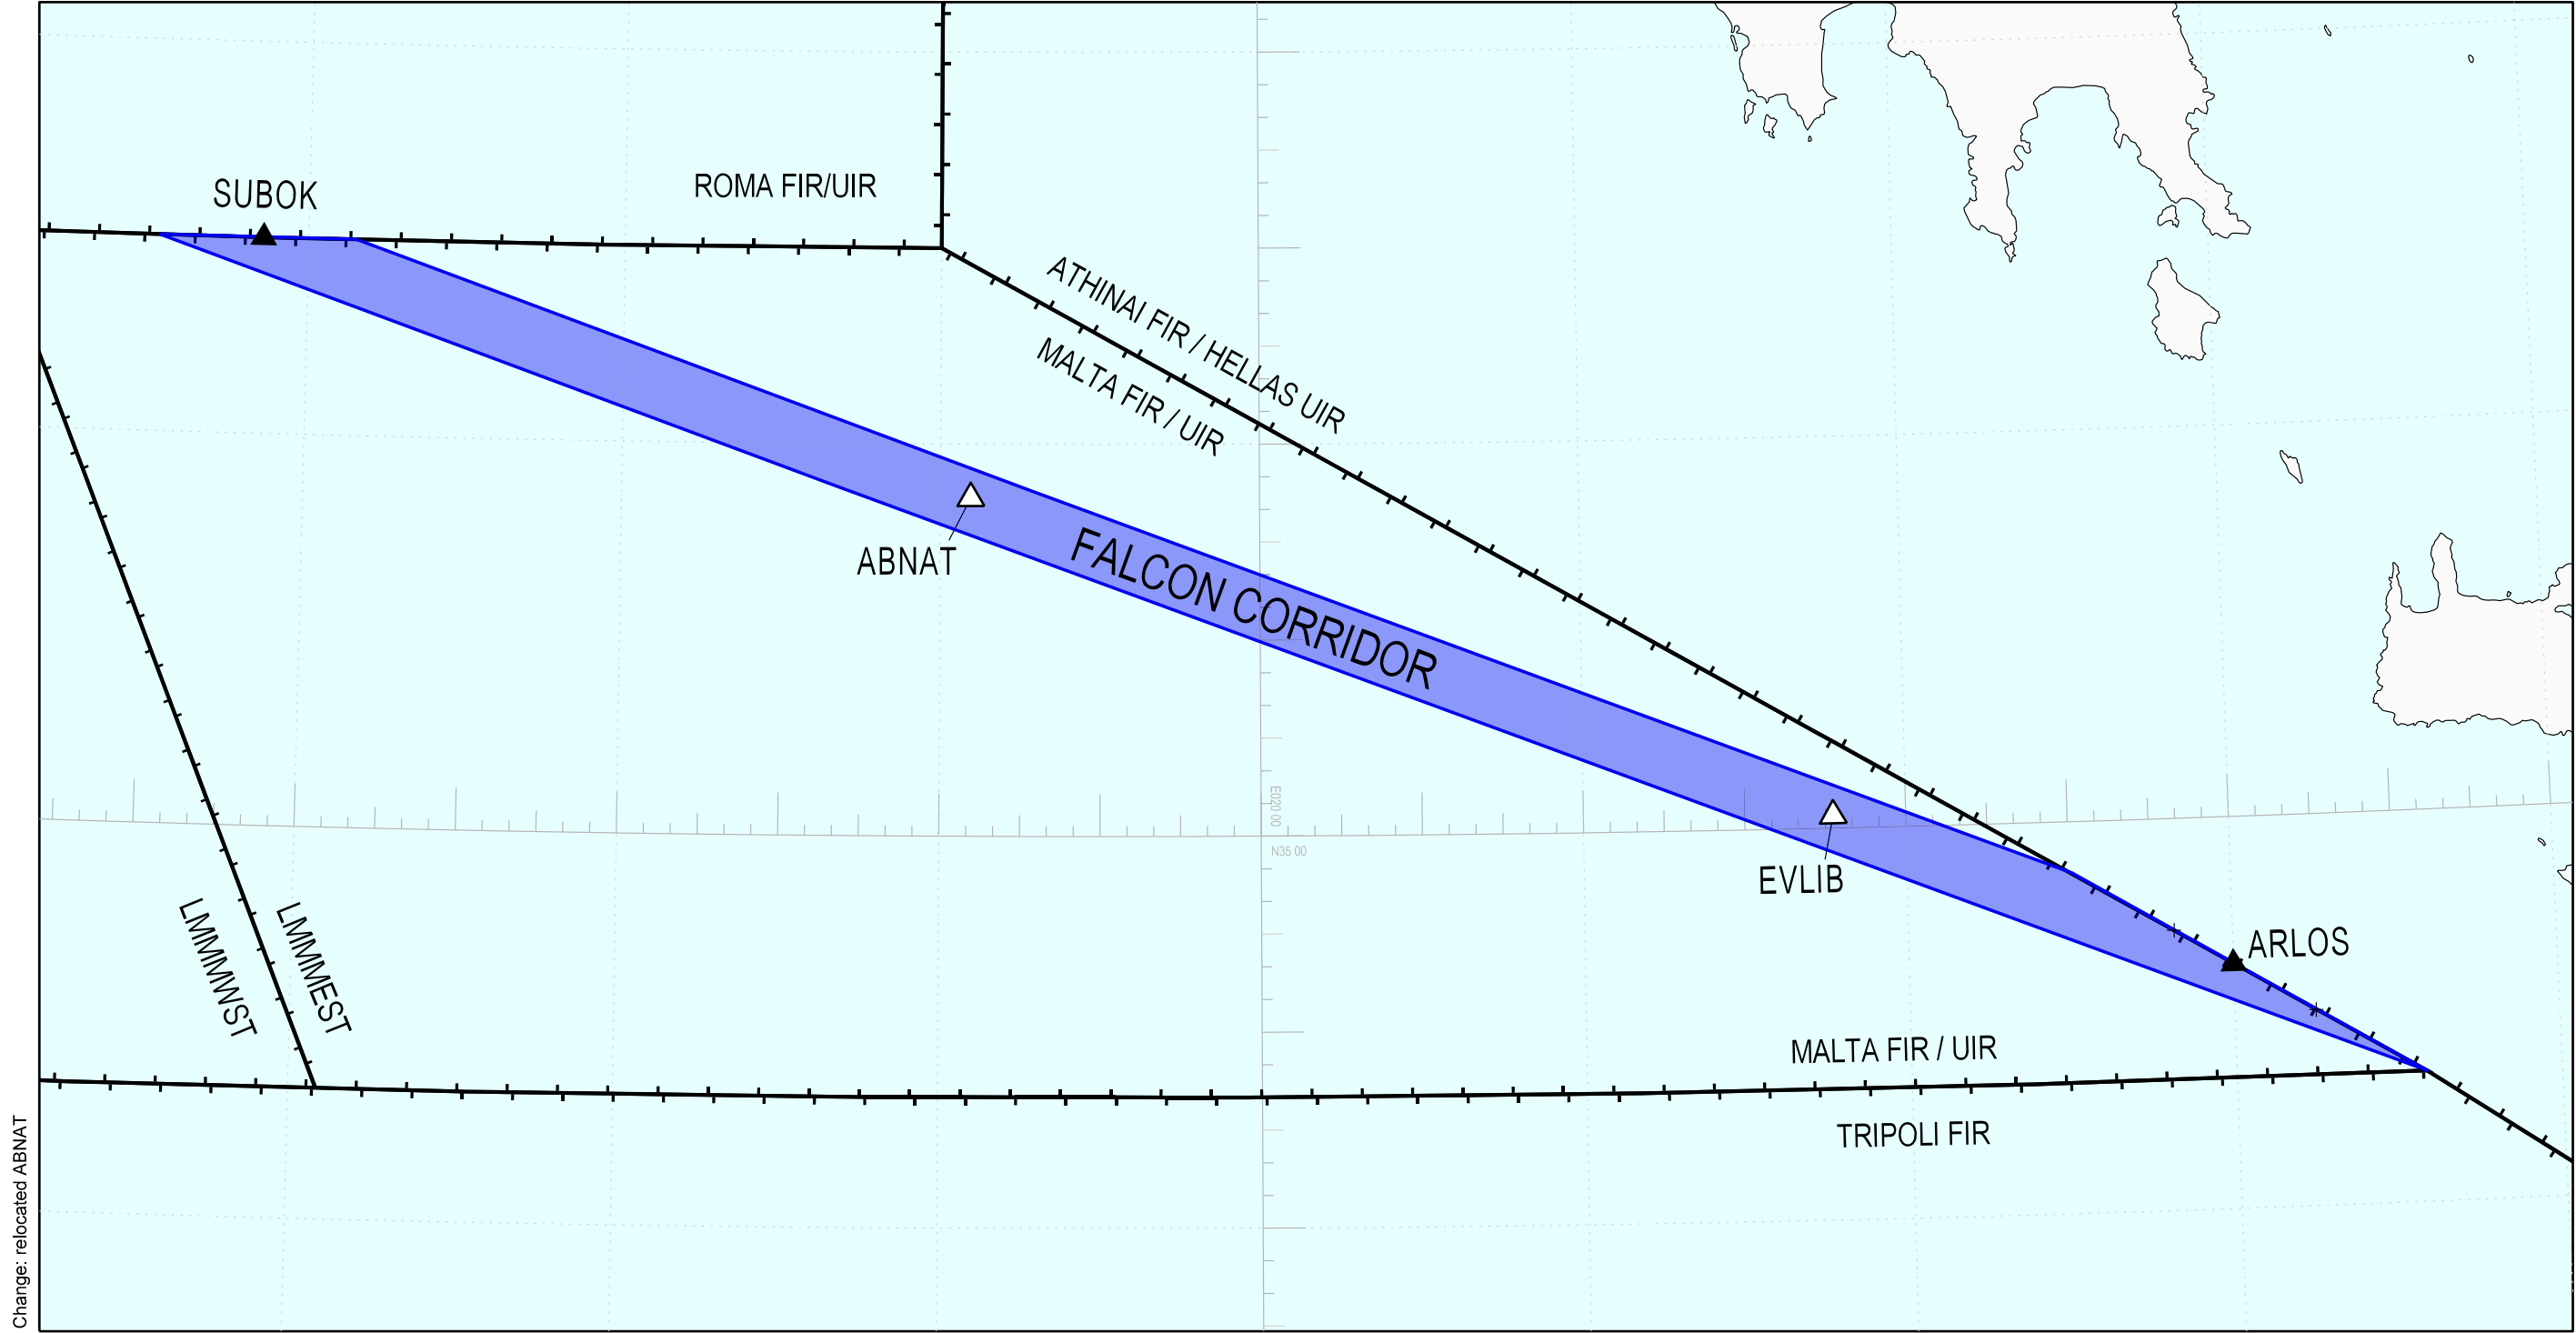 SUBOK
ROMA FIR/UIR
ATHINAI FIR / HELLAS UIR
MALTA FIR / UIR
ABNAT
FALCON CORRIDOR
E020 00
N35 00
EVLIB
ARLOS
LMMMWST
LMMMEST
MALTA FIR / UIR
TRIPOLI FIR
Change: relocated ABNAT